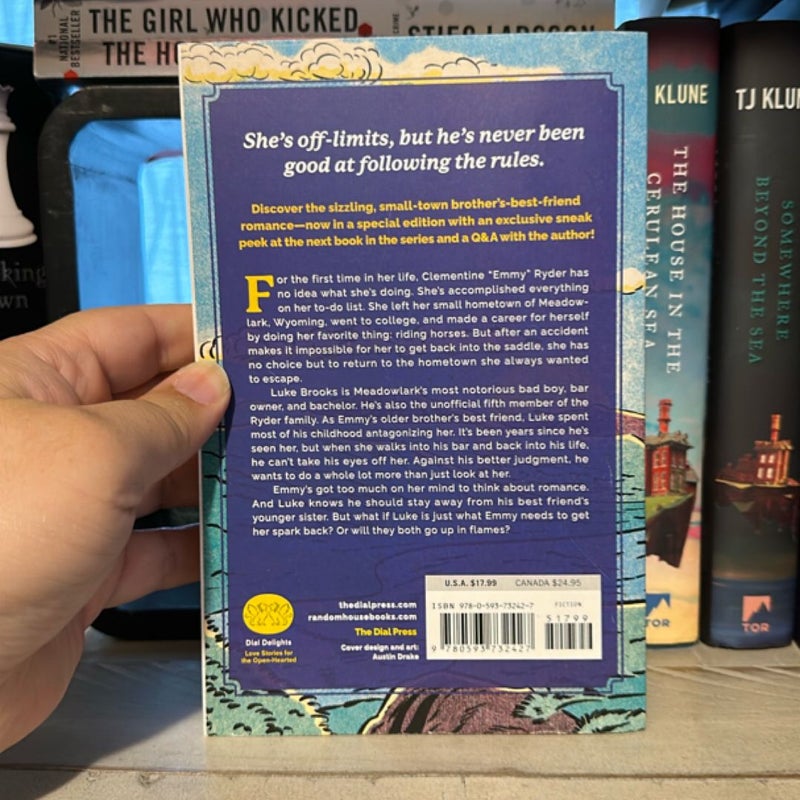 #1 NATIONAL BESTSELLER
THE GIRL WHO KICKED
THE HO
CRIME
STIEG LARSSON
She's off-limits, but he's never been
good at following the rules.
Discover the sizzling, small-town brother's-best-friend
romance—now in a special edition with an exclusive sneak
peek at the next book in the series and a Q&A with the author!
For the first time in her life, Clementine "Emmy" Ryder has
no idea what she's doing. She's accomplished everything
on her to-do list. She left her small hometown of Meadow-
lark, Wyoming, went to college, and made a career for herself
by doing her favorite thing: riding horses. But after an accident
makes it impossible for her to get back into the saddle, she has
no choice but to return to the hometown she always wanted
to escape.
Luke Brooks is Meadowlark's most notorious bad boy, bar
owner, and bachelor. He's also the unofficial fifth member of the
Ryder family. As Emmy's older brother's best friend, Luke spent
most of his childhood antagonizing her. It's been years since he's
seen her, but when she walks into his bar and back into his life,
he can't take his eyes off her. Against his better judgment, he
wants to do a whole lot more than just look at her.
Emmy's got too much on her mind to think about romance.
And Luke knows he should stay away from his best friend's
younger sister. But what if Luke is just what Emmy needs to get
her spark back? Or will they both go up in flames?
Dial Delights
Love Stories for
the Open-Hearted
thedialpress.com
randomhousebooks.com
The Dial Press
Cover design and art:
Austin Drake
U.S.A. $17.99 CANADA $24.95
ISBN 978-0-593-73242-7
FICTION
51799
9 780593 732427
KLUNE
THE HOUSE IN THE
CERULEAN SEA
TOR
TJ KLUN
SOMEWHERE
BEYOND THE SEA
TOR
king
wn